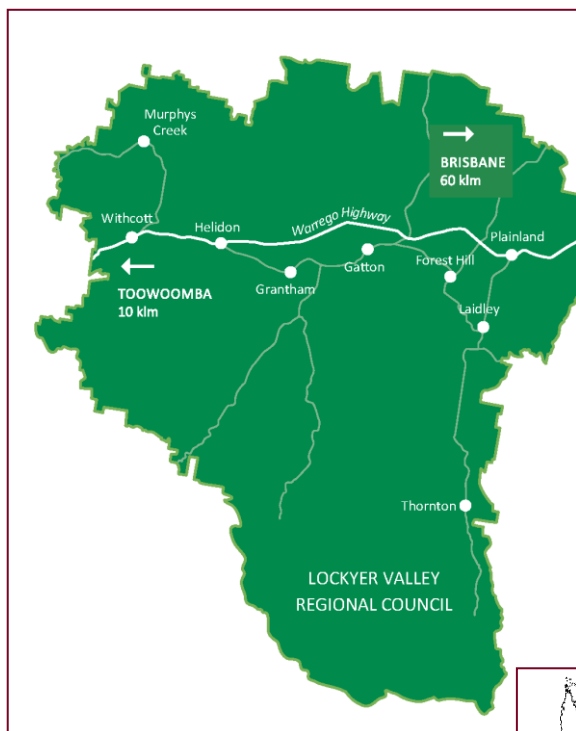 Murphys
Creek
BRISBANE
60 klm
Withcott
Helidon
Warrego Highway
Plainland
Gatton
Forest Hill
TOOWOOMBA
10 klm
Grantham
Laidley
Thornton
LOCKYER VALLEY
REGIONAL COUNCIL